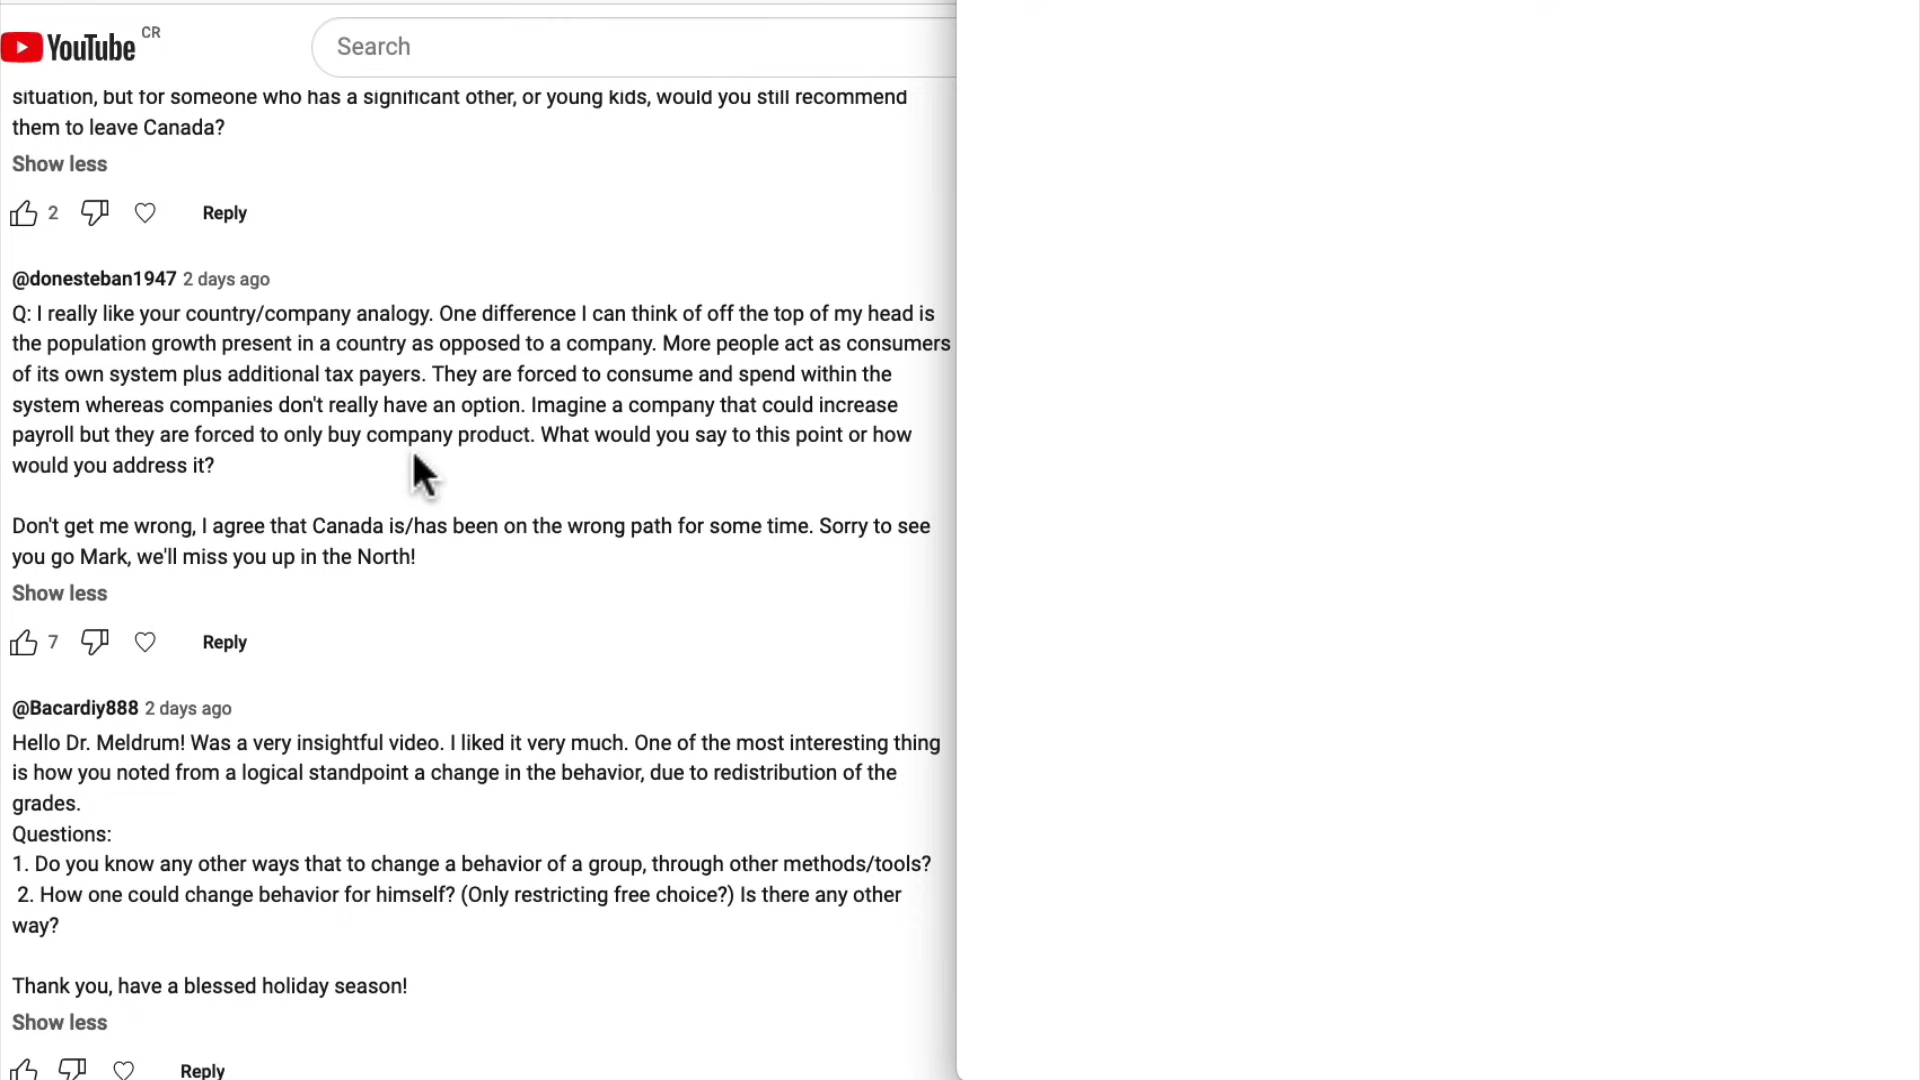 YouTube CR
Search
situation, but for someone who has a significant other, or young kids, would you still recommend
them to leave Canada?
Show less
2
Reply
@donesteban1947 2 days ago
Q: I really like your country/company analogy. One difference I can think of off the top of my head is
the population growth present in a country as opposed to a company. More people act as consumers
of its own system plus additional tax payers. They are forced to consume and spend within the
system whereas companies don't really have an option. Imagine a company that could increase
payroll but they are forced to only buy company product. What would you say to this point or how
would you address it?
Don't get me wrong, I agree that Canada is/has been on the wrong path for some time. Sorry to see
you go Mark, we'll miss you up in the North!
Show less
7
Reply
@Bacardiy888 2 days ago
Hello Dr. Meldrum! Was a very insightful video. I liked it very much. One of the most interesting thing
is how you noted from a logical standpoint a change in the behavior, due to redistribution of the
grades.
Questions:
1. Do you know any other ways that to change a behavior of a group, through other methods/tools?
2. How one could change behavior for himself? (Only restricting free choice?) Is there any other
way?
Thank you, have a blessed holiday season!
Show less
Reply